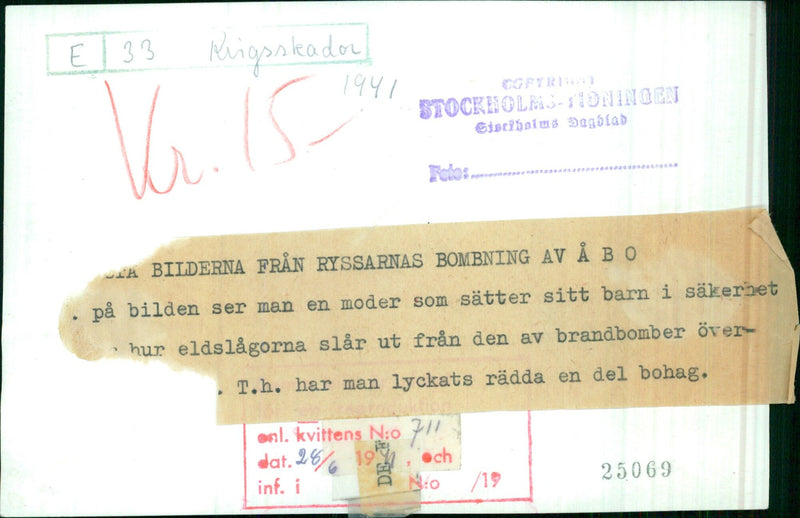 E 33 Krigsskador
1941
Kr. 15-
COPYRIGHT
STOCKHOLMS-TIDNINGEN
Stockholms Dagblad
Foto:
BILDERNA FRÅN RYSSARNAS BOMBNING AV Å B O
. på bilden ser man en moder som sätter sitt barn i säkerhet
hur eldslågorna slår ut från den av brandbomber över-
. T.h. har man lyckats rädda en del bohag.
enl. kvittens N:o 711
dat. 28/6 19 41, och
inf. i N:o /19
25069